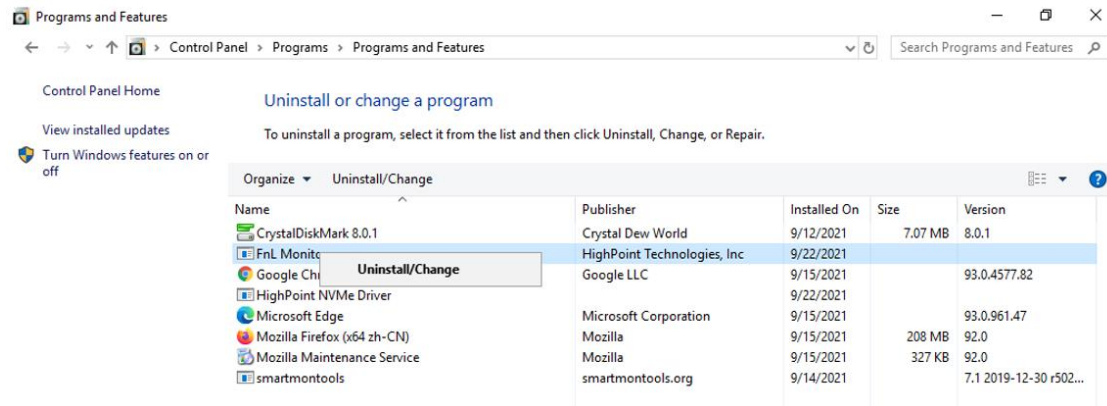 Programs and Features
Control Panel > Programs > Programs and Features
Search Programs and Features
Control Panel Home
View installed updates
Turn Windows features on or
off
Uninstall or change a program
To uninstall a program, select it from the list and then click Uninstall, Change, or Repair.
Organize Uninstall/Change
Name Publisher Installed On Size Version
CrystalDiskMark 8.0.1 Crystal Dew World 9/12/2021 7.07 MB 8.0.1
FnL Monito HighPoint Technologies, Inc 9/22/2021
Uninstall/Change
Google Chr Google LLC 9/15/2021 93.0.4577.82
HighPoint NVMe Driver 9/22/2021
Microsoft Edge Microsoft Corporation 9/15/2021 93.0.961.47
Mozilla Firefox (x64 zh-CN) Mozilla 9/15/2021 208 MB 92.0
Mozilla Maintenance Service Mozilla 9/15/2021 327 KB 92.0
smartmontools smartmontools.org 9/14/2021 7.1 2019-12-30 r502...